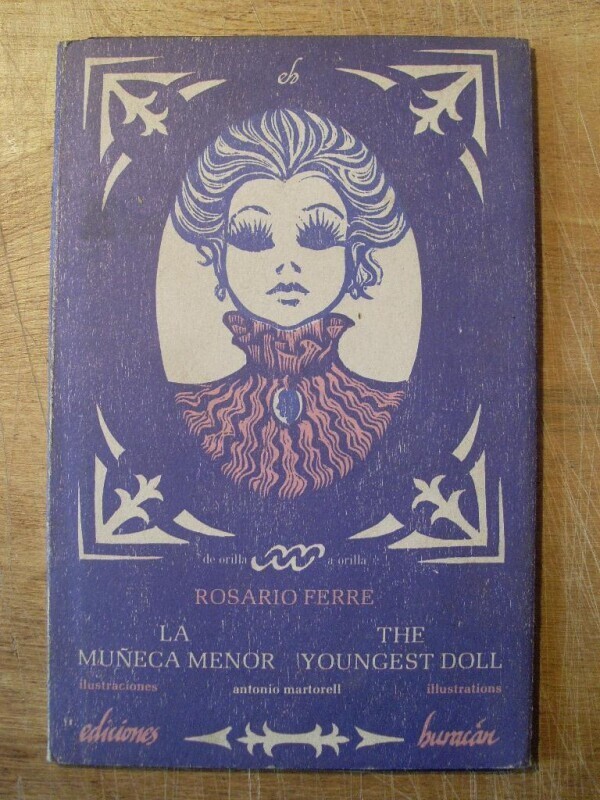 eh
de orilla a orilla
ROSARIO FERRE
LA THE
MUÑECA MENOR YOUNGEST DOLL
ilustraciones antonio martorell illustrations
ediciones huracán